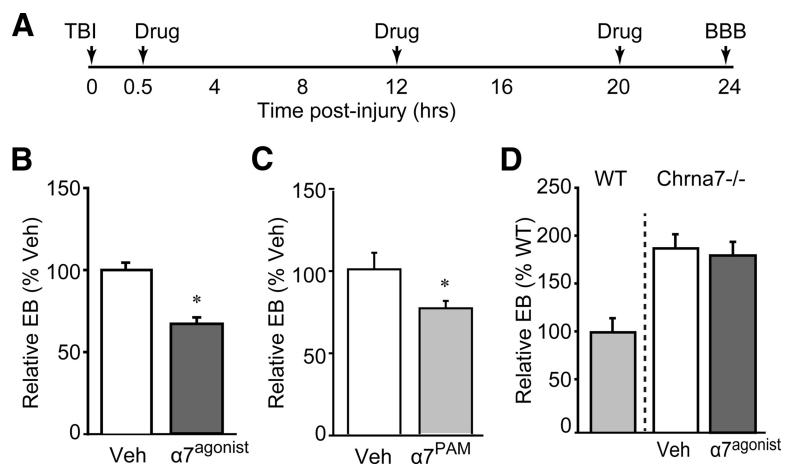 A
TBI Drug Drug Drug BBB
0 0.5 4 8 12 16 20 24
Time post-injury (hrs)
B
Relative EB (% Veh)
150
100
50
0
Veh α7agonist
*
C
Relative EB (% Veh)
150
100
50
0
Veh α7PAM
*
D
WT Chrna7-/-
Relative EB (% WT)
250
200
150
100
50
0
Veh α7agonist